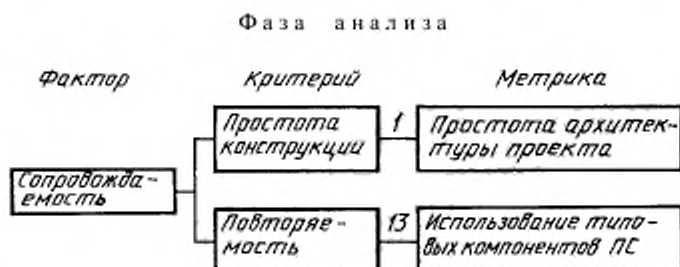 Фаза анализа
Фактор Критерий Метрика
Простота конструкции 1 Простота архитек-
туры проекта
Сопровожда-
емость
Повторяе-
мость 13 Использование типо-
вых компонентов ПС